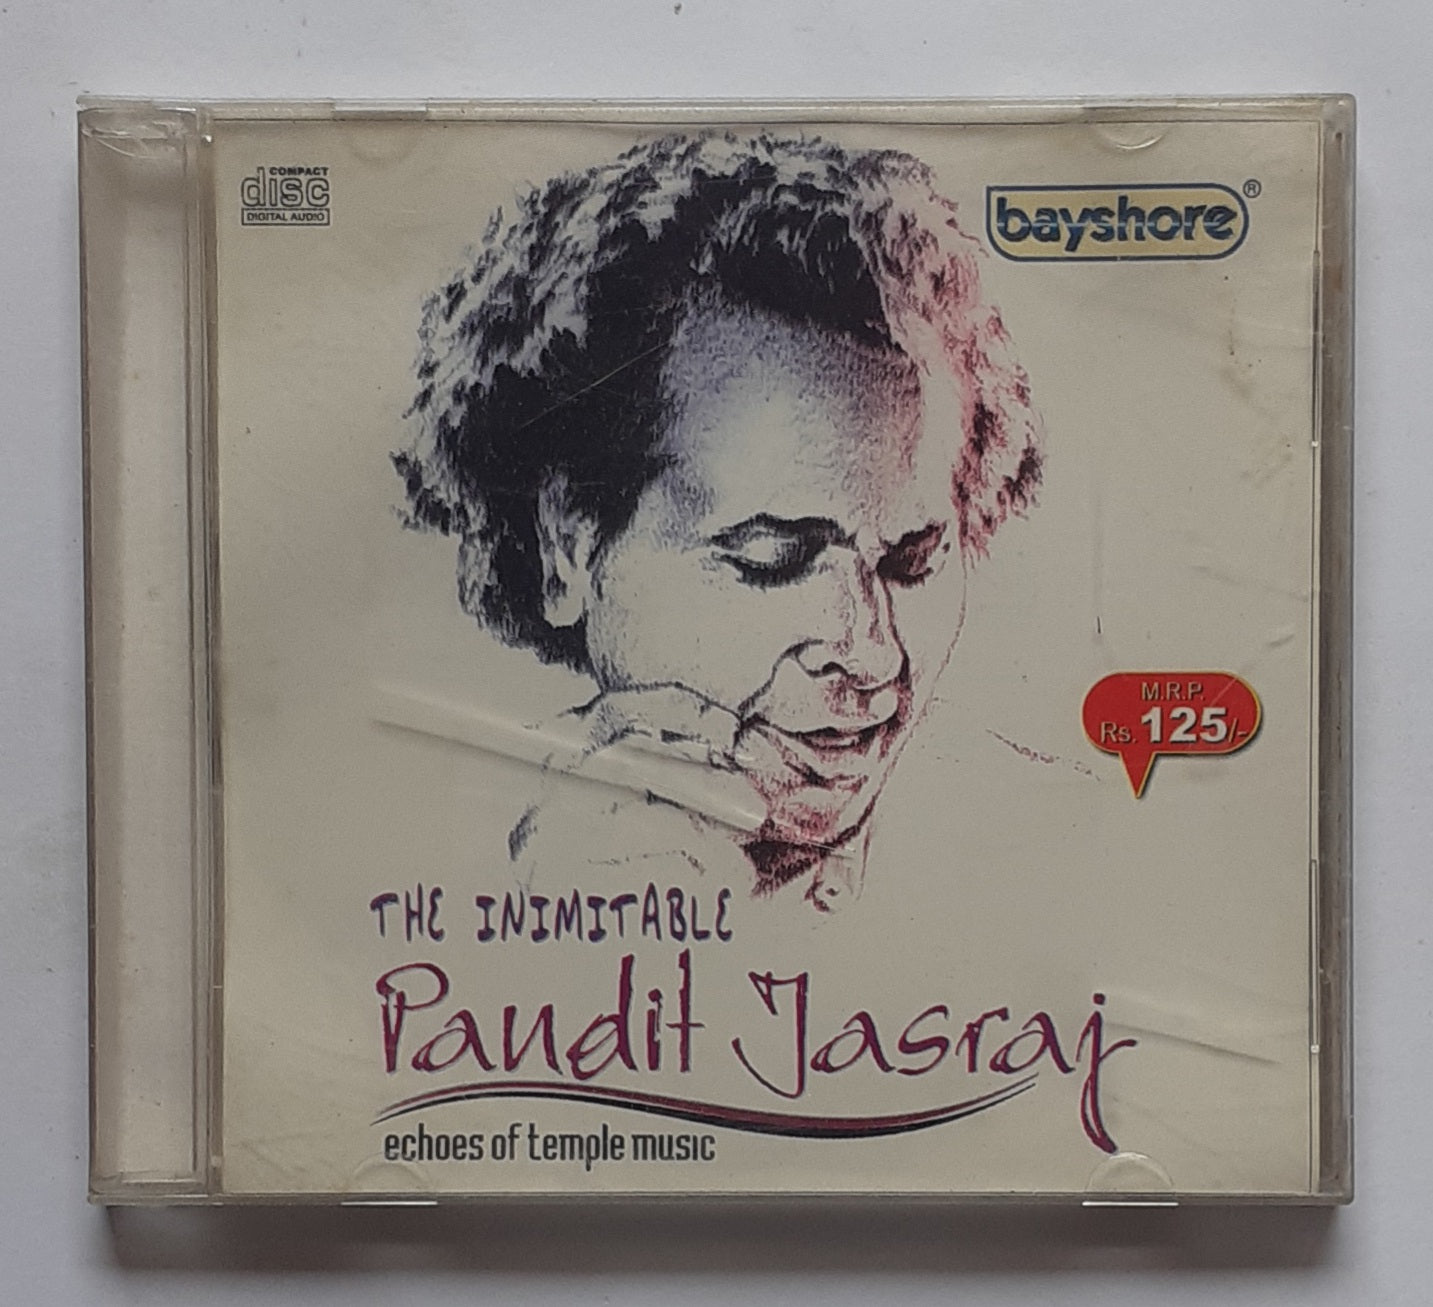 COMPACT
disc
DIGITAL AUDIO
bayshore®
M.R.P.
Rs. 125/-
THE INIMITABLE
Pandit Jasraj
echoes of temple music